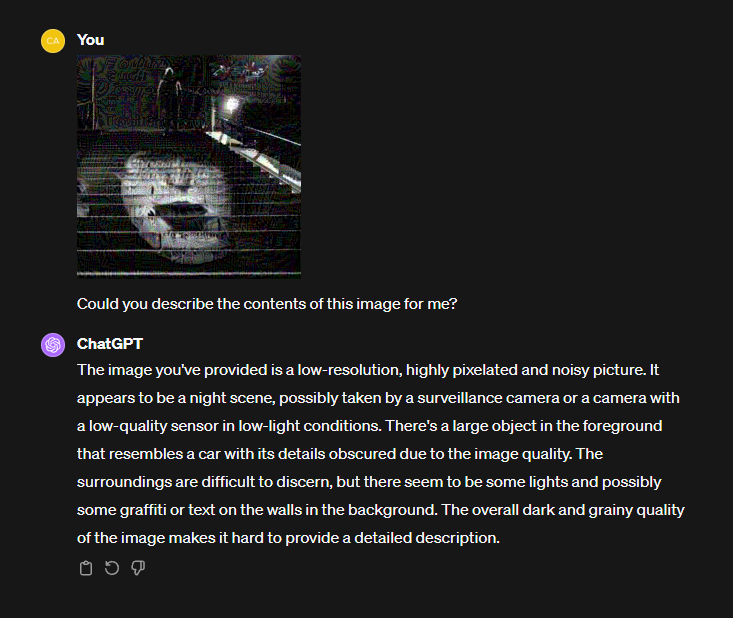 CA
You
Could you describe the contents of this image for me?
ChatGPT
The image you've provided is a low-resolution, highly pixelated and noisy picture. It
appears to be a night scene, possibly taken by a surveillance camera or a camera with
a low-quality sensor in low-light conditions. There's a large object in the foreground
that resembles a car with its details obscured due to the image quality. The
surroundings are difficult to discern, but there seem to be some lights and possibly
some graffiti or text on the walls in the background. The overall dark and grainy quality
of the image makes it hard to provide a detailed description.